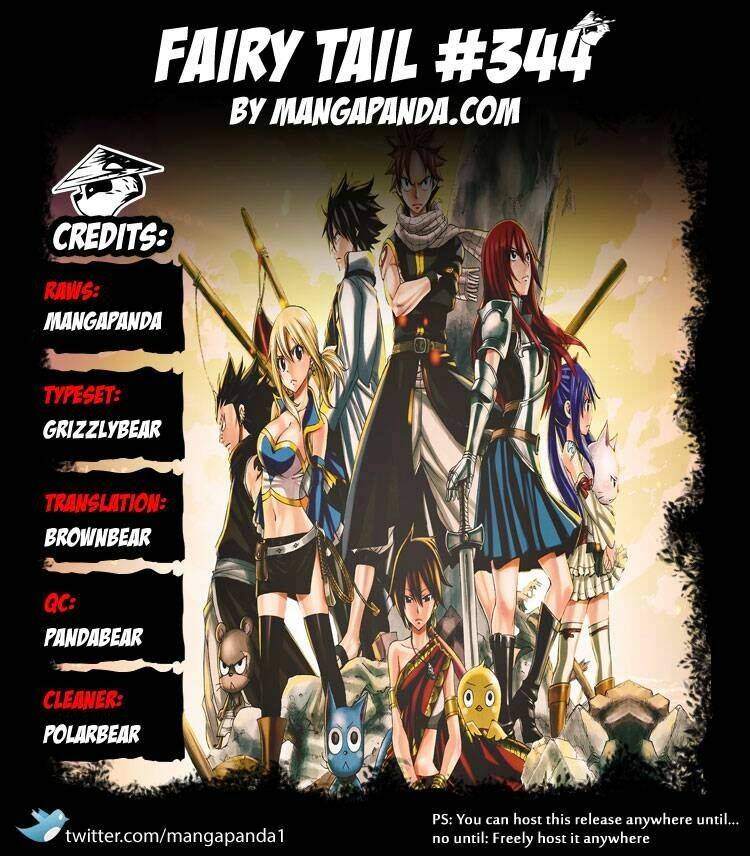 FAIRY TAIL #344
BY MANGAPANDA.COM
CREDITS:
RAWS:
MANGAPANDA
TYPESET:
GRIZZLYBEAR
TRANSLATION:
BROWNBEAR
QC:
PANDABEAR
CLEANER:
POLARBEAR
twitter.com/mangapanda1
PS: You can host this release anywhere until...
no until: Freely host it anywhere